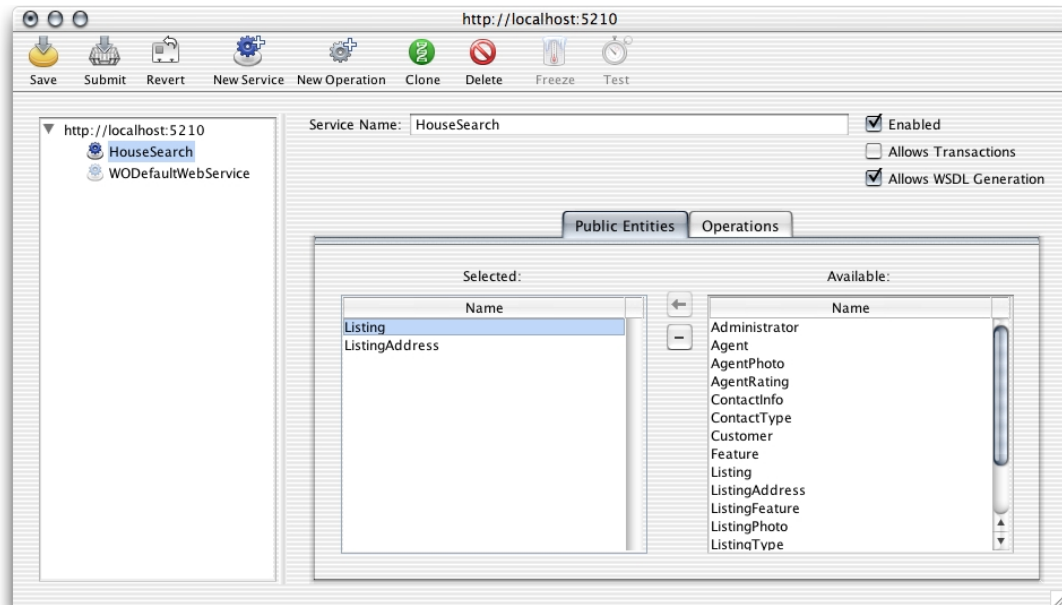 http://localhost:5210
Save Submit Revert New Service New Operation Clone Delete Freeze Test
http://localhost:5210
HouseSearch
WODefaultWebService
Service Name: HouseSearch
Enabled
Allows Transactions
Allows WSDL Generation
Public Entities Operations
Selected:
Name
Listing
ListingAddress
Available:
Name
Administrator
Agent
AgentPhoto
AgentRating
ContactInfo
ContactType
Customer
Feature
Listing
ListingAddress
ListingFeature
ListingPhoto
ListingType